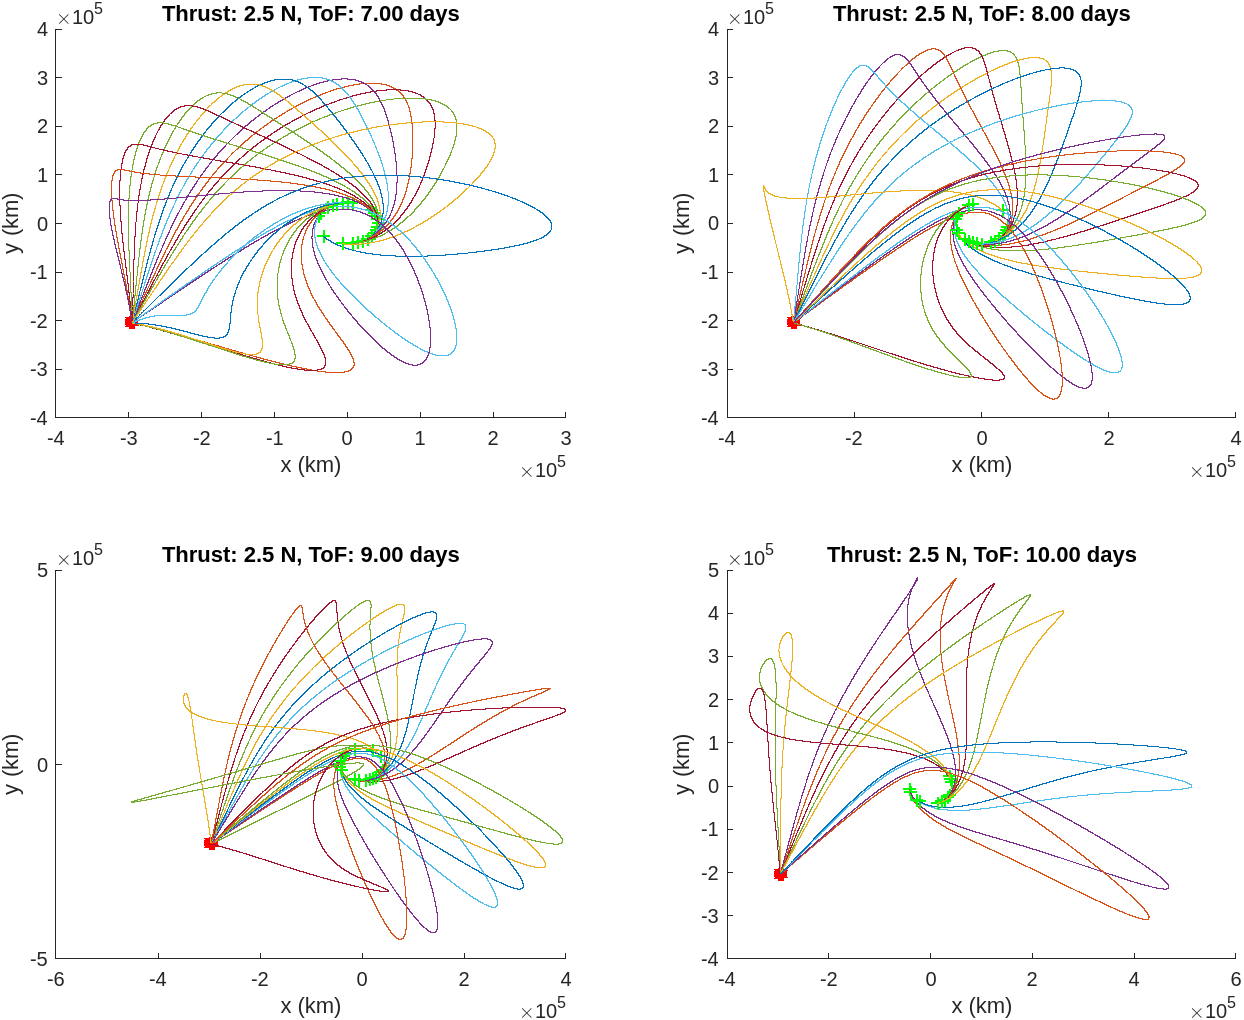 Thrust: 2.5 N, ToF: 7.00 days
×10^5
4
3
2
1
0
-1
-2
-3
-4
y (km)
-4 -3 -2 -1 0 1 2 3
x (km)
×10^5
Thrust: 2.5 N, ToF: 8.00 days
×10^5
4
3
2
1
0
-1
-2
-3
-4
y (km)
-4 -2 0 2 4
x (km)
×10^5
Thrust: 2.5 N, ToF: 9.00 days
×10^5
5
0
-5
y (km)
-6 -4 -2 0 2 4
x (km)
×10^5
Thrust: 2.5 N, ToF: 10.00 days
×10^5
5
4
3
2
1
0
-1
-2
-3
-4
y (km)
-4 -2 0 2 4 6
x (km)
×10^5